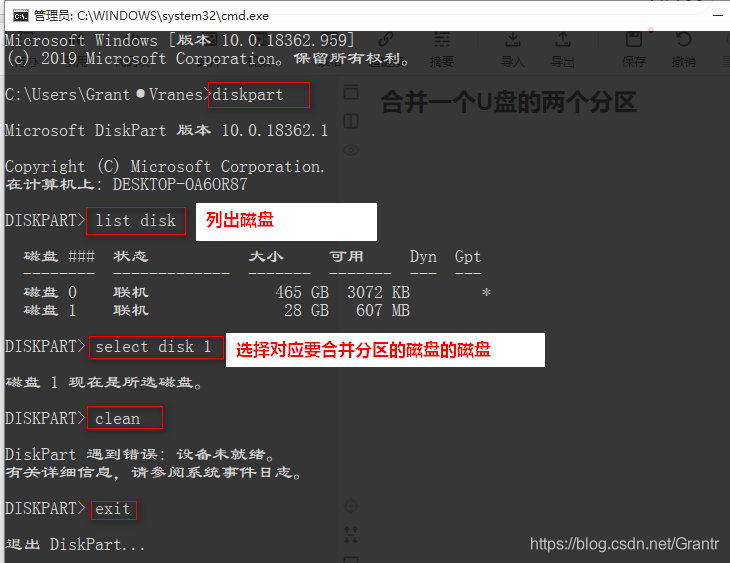 管理员: C:\WINDOWS\system32\cmd.exe
Microsoft Windows [版本 10.0.18362.959]
(c) 2019 Microsoft Corporation。保留所有权利。
摘要 导入 导出 保存 撤销
C:\Users\Grant●Vranes>diskpart
合并一个U盘的两个分区
Microsoft DiskPart 版本 10.0.18362.1
Copyright (C) Microsoft Corporation.
在计算机上: DESKTOP-OA6OR87
DISKPART> list disk 列出磁盘
磁盘 ### 状态 大小 可用 Dyn Gpt
-------- ------------- ------- ------- --- ---
磁盘 0 联机 465 GB 3072 KB *
磁盘 1 联机 28 GB 607 MB
DISKPART> select disk 1 选择对应要合并分区的磁盘的磁盘
磁盘 1 现在是所选磁盘。
DISKPART> clean
DiskPart 遇到错误: 设备未就绪。
有关详细信息，请参阅系统事件日志。
DISKPART> exit
退出 DiskPart...
https://blog.csdn.net/Grantr